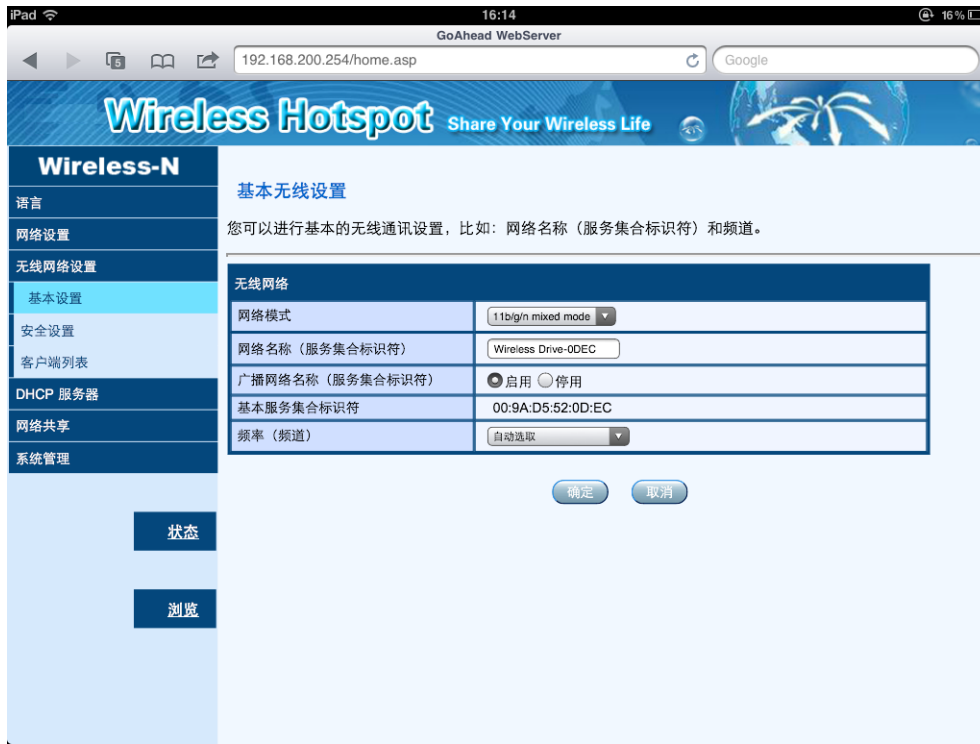 iPad 16:14 16%
GoAhead WebServer
5 192.168.200.254/home.asp Google
Wireless Hotspot Share Your Wireless Life
Wireless-N
语言
网络设置
无线网络设置
基本设置
安全设置
客户端列表
DHCP 服务器
网络共享
系统管理
状态
浏览
基本无线设置
您可以进行基本的无线通讯设置，比如：网络名称（服务集合标识符）和频道。
无线网络
网络模式 11b/g/n mixed mode
网络名称（服务集合标识符） Wireless Drive-0DEC
广播网络名称（服务集合标识符） 启用 停用
基本服务集合标识符 00:9A:D5:52:0D:EC
频率（频道） 自动选取
确定 取消